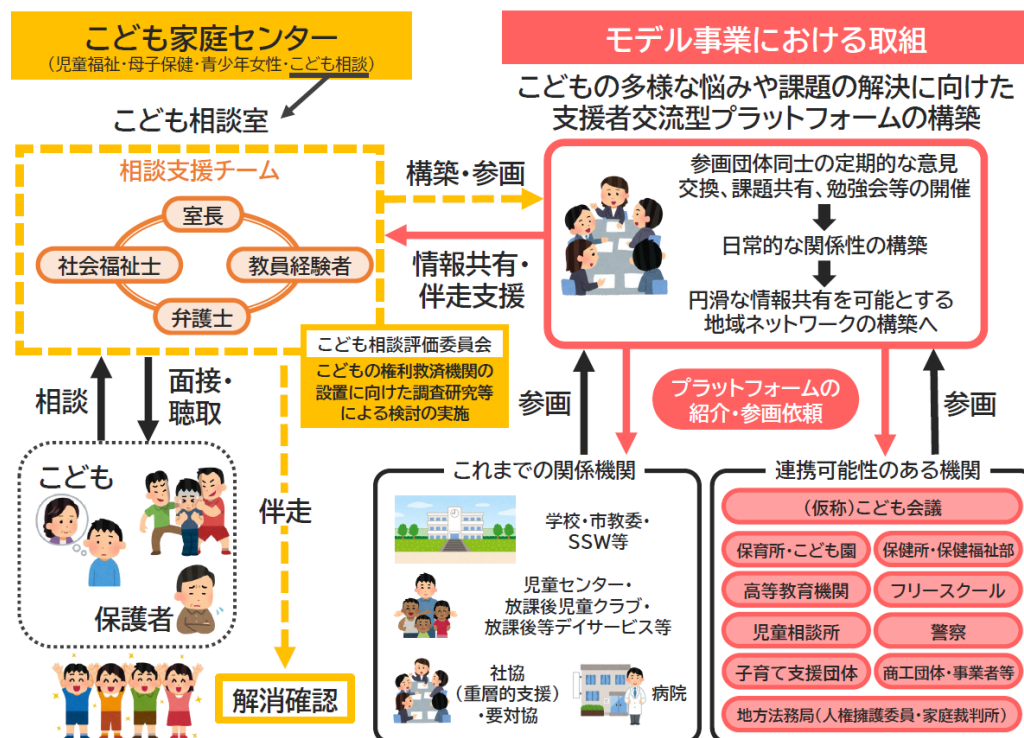 こども家庭センター
（児童福祉・母子保健・青少年女性・こども相談）
こども相談室
相談支援チーム
室長
社会福祉士
教員経験者
弁護士
こども相談評価委員会
こどもの権利救済機関の
設置に向けた調査研究等
による検討の実施
相談
面接・
聴取
こども
保護者
伴走
解消確認
構築・参画
情報共有・
伴走支援
モデル事業における取組
こどもの多様な悩みや課題の解決に向けた
支援者交流型プラットフォームの構築
参画団体同士の定期的な意見
交換、課題共有、勉強会等の開催
日常的な関係性の構築
円滑な情報共有を可能とする
地域ネットワークの構築へ
参画
プラットフォームの
紹介・参画依頼
参画
これまでの関係機関
学校・市教委・
SSW等
児童センター・
放課後児童クラブ・
放課後等デイサービス等
社協
（重層的支援）
・要対協
病院
連携可能性のある機関
（仮称）こども会議
保育所・こども園
保健所・保健福祉部
高等教育機関
フリースクール
児童相談所
警察
子育て支援団体
商工団体・事業者等
地方法務局（人権擁護委員・家庭裁判所）